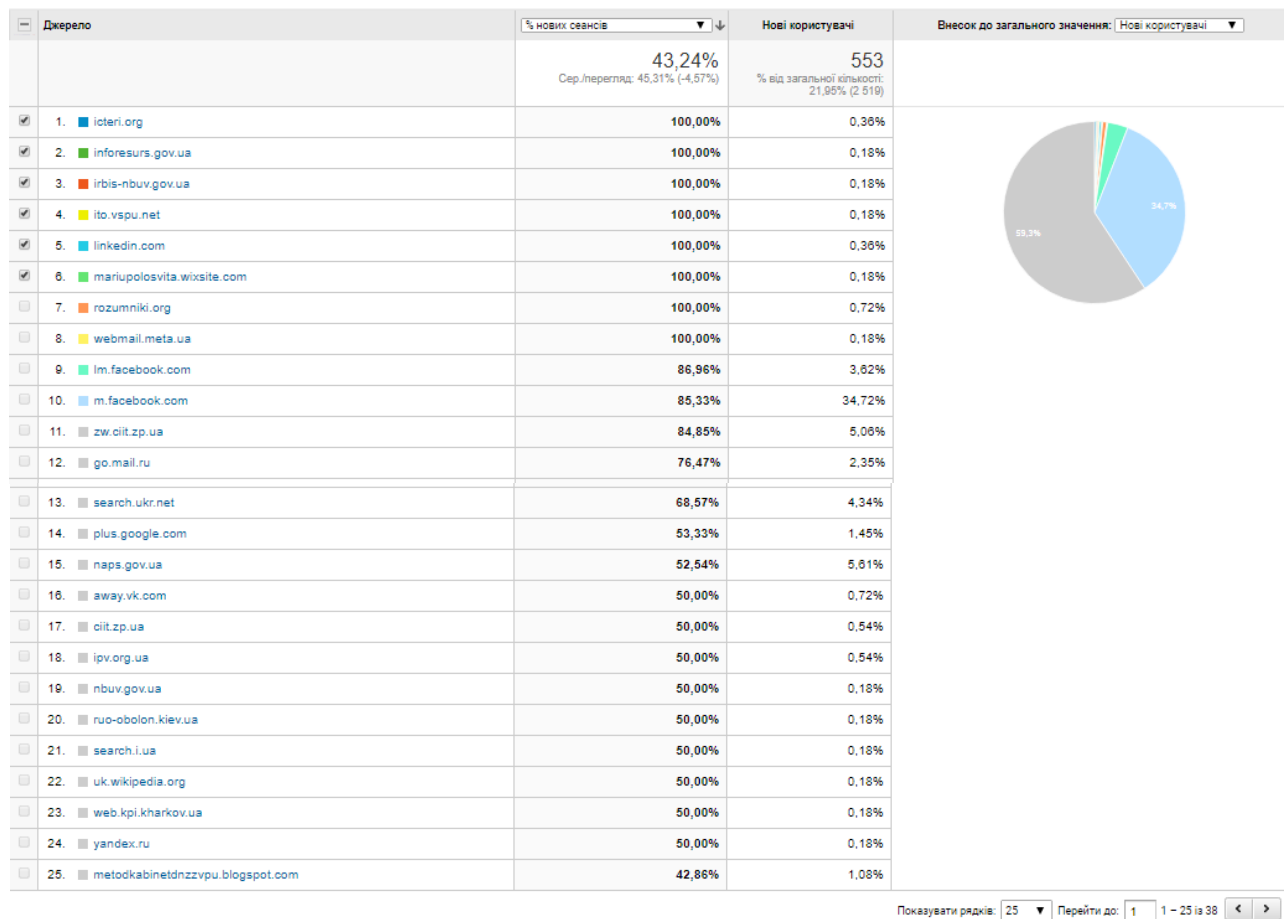 Джерело % нових сеансів Нові користувачі Внесок до загального значення: Нові користувачі
43,24% 553
Сер./перегляд: 45,31% (-4,57%) % від загальної кількості:
21,95% (2 519)
1. icteri.org 100,00% 0,36%
2. inforesurs.gov.ua 100,00% 0,18%
3. irbis-nbuv.gov.ua 100,00% 0,18%
4. ito.vspu.net 100,00% 0,18%
5. linkedin.com 100,00% 0,36%
6. mariupolosvita.wixsite.com 100,00% 0,18%
7. rozumniki.org 100,00% 0,72%
8. webmail.meta.ua 100,00% 0,18%
9. lm.facebook.com 86,96% 3,62%
10. m.facebook.com 85,33% 34,72%
11. zw.ciit.zp.ua 84,85% 5,06%
12. go.mail.ru 76,47% 2,35%
13. search.ukr.net 68,57% 4,34%
14. plus.google.com 53,33% 1,45%
15. naps.gov.ua 52,54% 5,61%
16. away.vk.com 50,00% 0,72%
17. ciit.zp.ua 50,00% 0,54%
18. ipv.org.ua 50,00% 0,54%
19. nbuv.gov.ua 50,00% 0,18%
20. ruo-obolon.kiev.ua 50,00% 0,18%
21. search.i.ua 50,00% 0,18%
22. uk.wikipedia.org 50,00% 0,18%
23. web.kpi.kharkov.ua 50,00% 0,18%
24. yandex.ru 50,00% 0,18%
25. metodkabinetdnzzvpu.blogspot.com 42,86% 1,08%
34,7%
59,3%
Показувати рядків: 25 Перейти до: 1 1 – 25 із 38